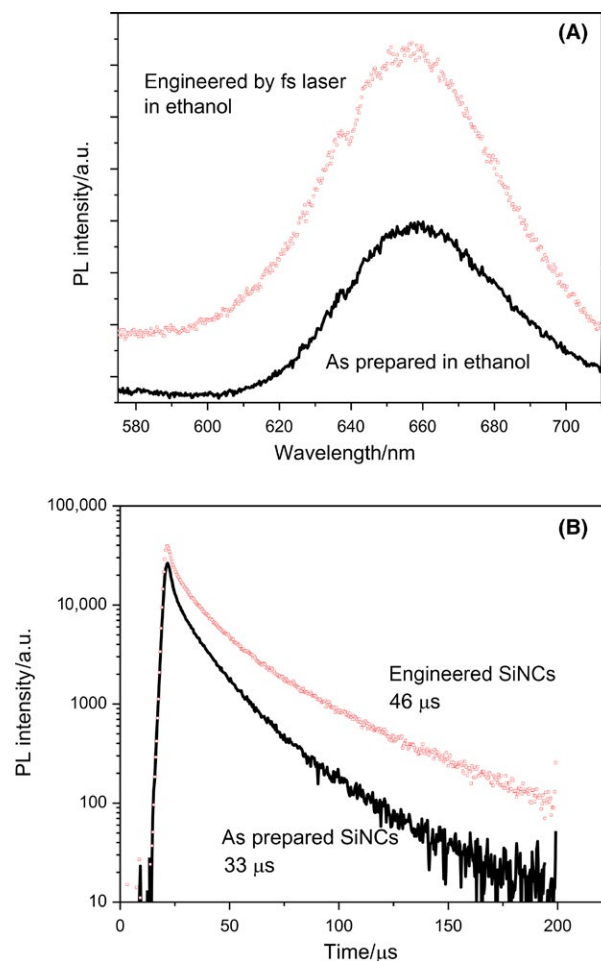 (A)
Engineered by fs laser
in ethanol
PL intensity/a.u.
As prepared in ethanol
580 600 620 640 660 680 700
Wavelength/nm
(B)
100,000
10,000
1000
100
10
PL intensity/a.u.
Engineered SiNCs
46 μs
As prepared SiNCs
33 μs
0 50 100 150 200
Time/μs